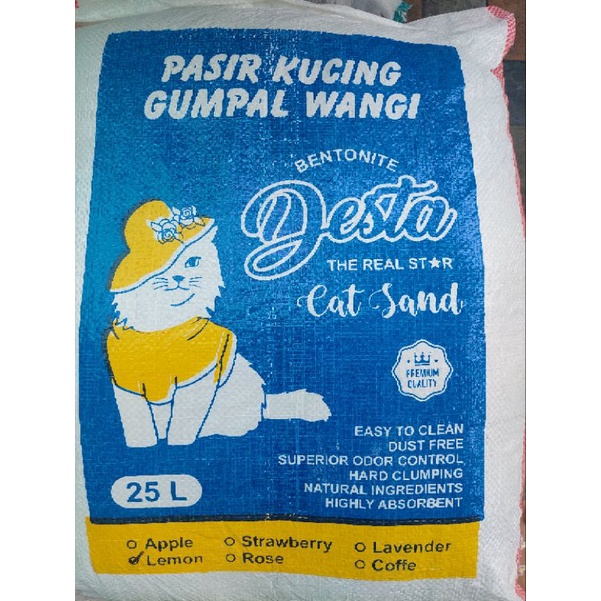 PASIR KUCING
GUMPAL WANGI
BENTONITE
Desta
THE REAL ST★R
Cat Sand
PREMIUM
QUALITY
EASY TO CLEAN
DUST FREE
SUPERIOR ODOR CONTROL
HARD CLUMPING
NATURAL INGREDIENTS
HIGHLY ABSORBENT
25 L
Apple Strawberry Lavender
Lemon Rose Coffe